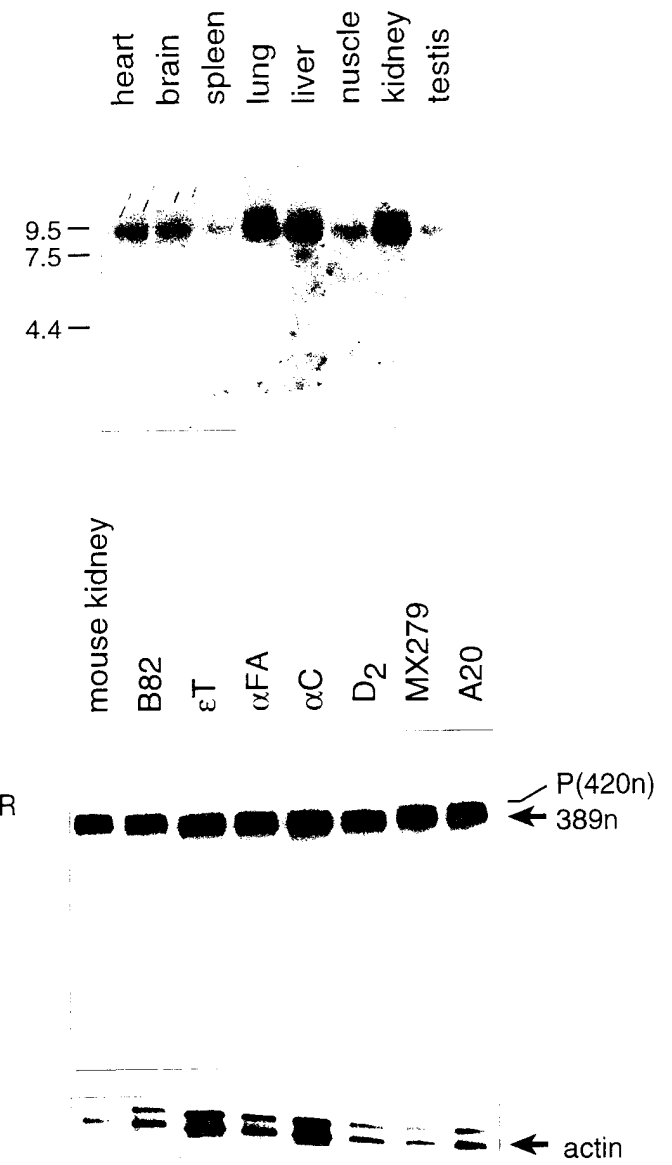 heart
brain
spleen
lung
liver
nuscle
kidney
testis
9.5
7.5
4.4
mouse kidney
B82
εT
αFA
αC
D2
MX279
A20
R
P(420n)
389n
actin